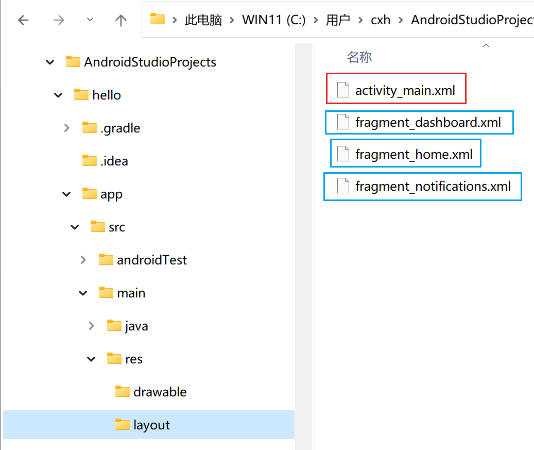 此电脑 > WIN11 (C:) > 用户 > cxh > AndroidStudioProjec
AndroidStudioProjects
hello
.gradle
.idea
app
src
androidTest
main
java
res
drawable
layout
名称
activity_main.xml
fragment_dashboard.xml
fragment_home.xml
fragment_notifications.xml